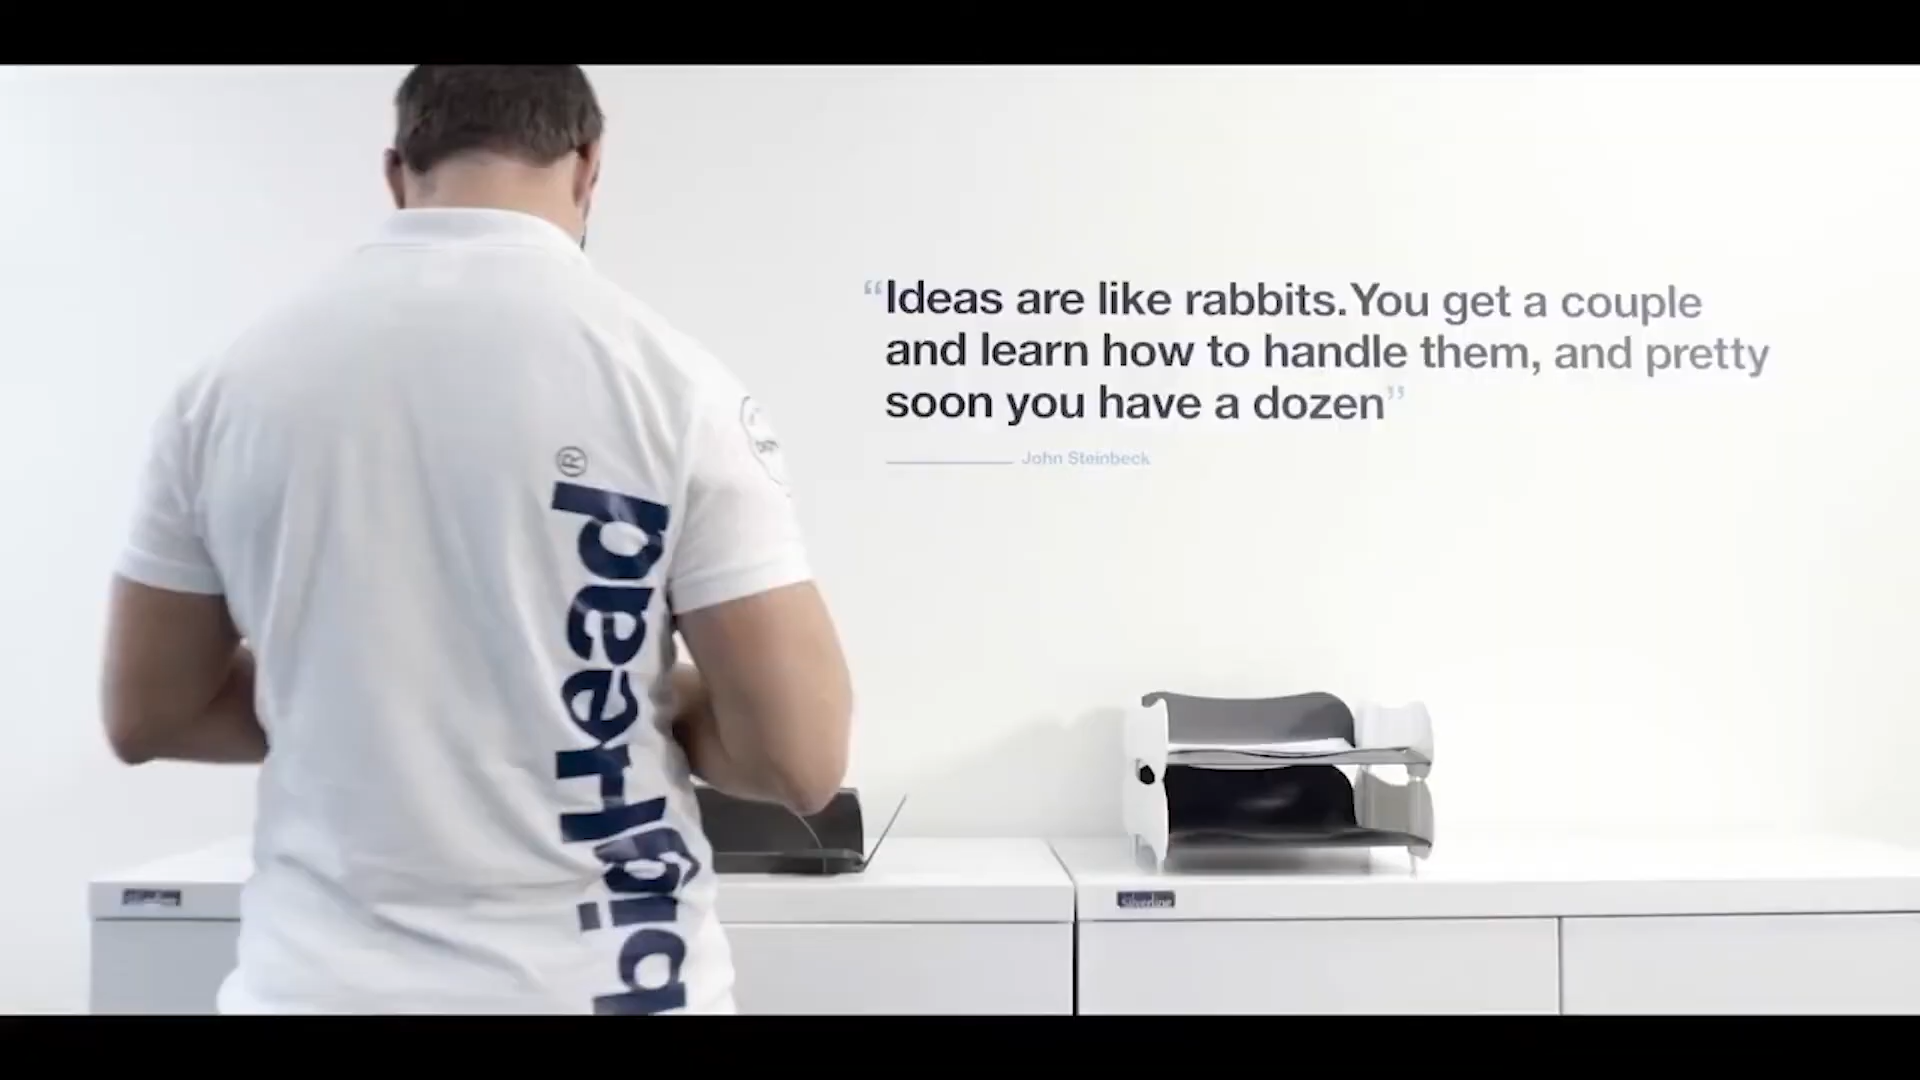 “Ideas are like rabbits. You get a couple
and learn how to handle them, and pretty
soon you have a dozen”
John Steinbeck
bigHead®
Silverline